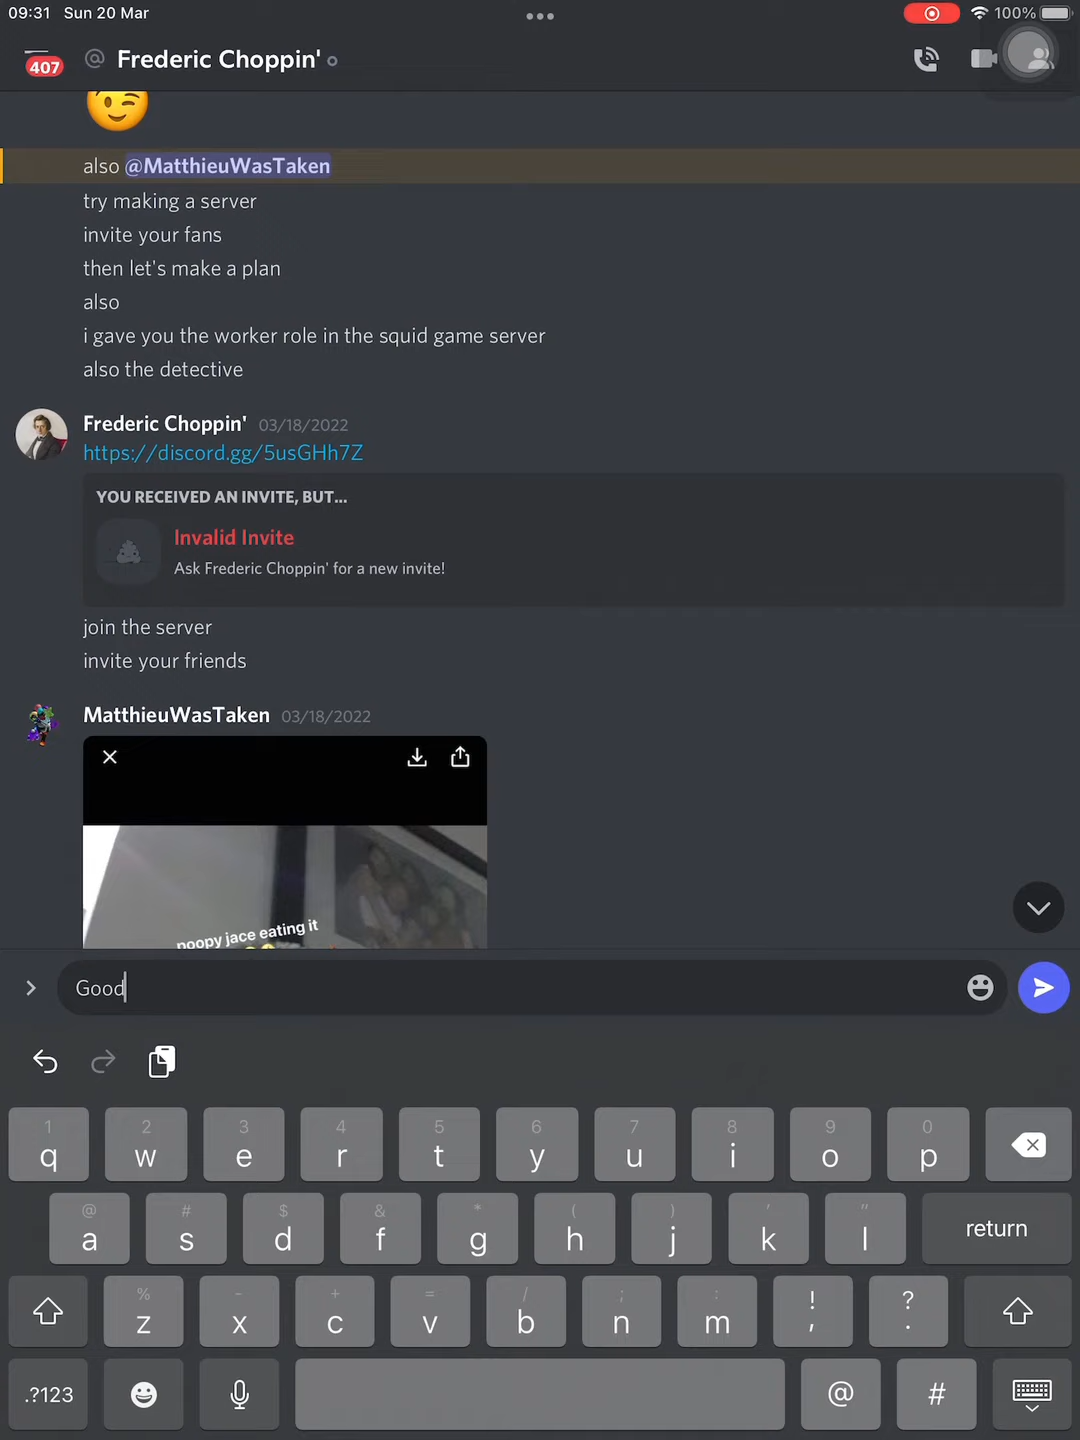 09:31 Sun 20 Mar
100%
407
@ Frederic Choppin'
also @MatthieuWasTaken
try making a server
invite your fans
then let's make a plan
also
i gave you the worker role in the squid game server
also the detective
Frederic Choppin' 03/18/2022
https://discord.gg/5usGHh7Z
YOU RECEIVED AN INVITE, BUT...
Invalid Invite
Ask Frederic Choppin' for a new invite!
join the server
invite your friends
MatthieuWasTaken 03/18/2022
poopy jace eating it
Good
1 2 3 4 5 6 7 8 9 0
q w e r t y u i o p
@ # $ & * ( ) ' "
a s d f g h j k l return
% - + = / ; : ! ?
z x c v b n m , .
.?123 @ #